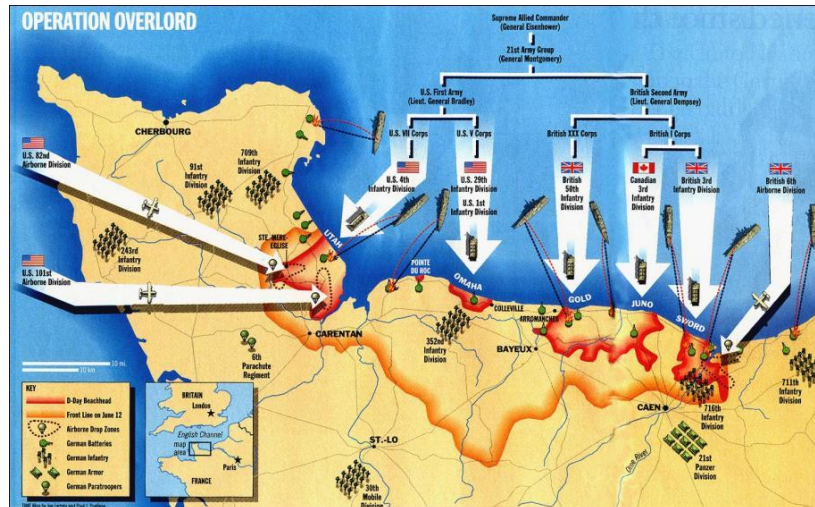 OPERATION OVERLORD
Supreme Allied Commander
(General Eisenhower)
21st Army Group
(General Montgomery)
U.S. First Army
(Lieut. General Bradley)
British Second Army
(Lieut. General Dempsey)
U.S. VII Corps
U.S. V Corps
British XXX Corps
British I Corps
U.S. 82nd
Airborne Division
U.S. 101st
Airborne Division
U.S. 4th
Infantry Division
U.S. 29th
Infantry Division
U.S. 1st
Infantry Division
British
50th
Infantry
Division
Canadian
3rd
Infantry
Division
British 3rd
Infantry Division
British 6th
Airborne Division
CHERBOURG
91st
Infantry
Division
709th
Infantry
Division
243rd
Infantry
Division
STE. MERE
EGLISE
UTAH
POINTE
DU HOC
OMAHA
COLLEVILLE
GOLD
JUNO
SWORD
ARROMANCHES
BAYEUX
CARENTAN
6th
Parachute
Regiment
352nd
Infantry
Division
CAEN
716th
Infantry
Division
711th
Infantry
Division
21st
Panzer
Division
ST.-LO
30th
Mobile
Division
10 mi.
10 km
KEY
D-Day Beachhead
Front Line on June 12
Airborne Drop Zones
German Batteries
German Infantry
German Armor
German Paratroopers
BRITAIN
London
English Channel
map
area
Paris
FRANCE